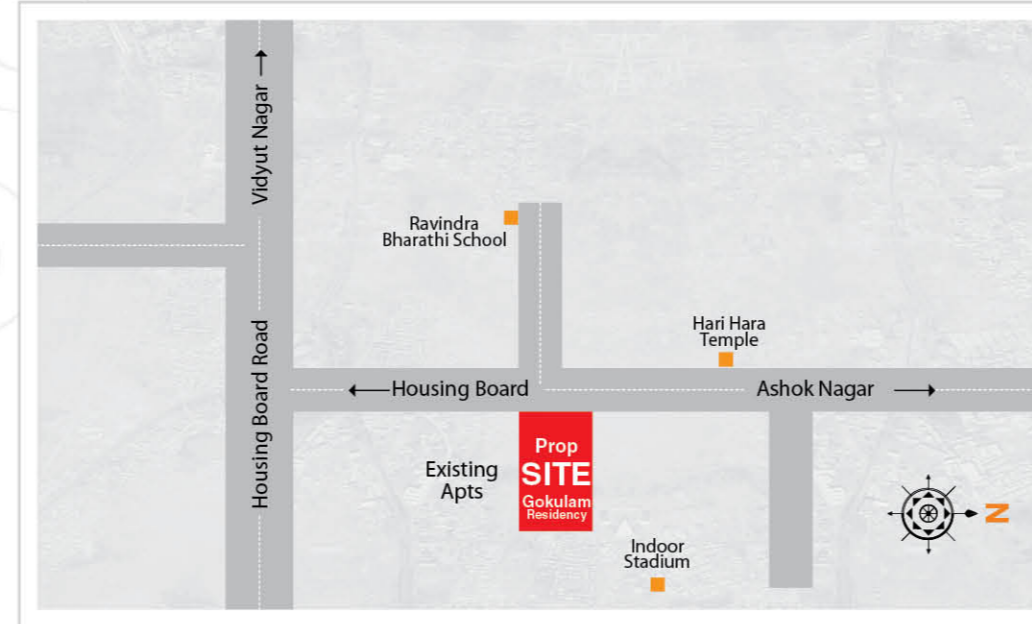 Vidyut Nagar
Ravindra
Bharathi School
Hari Hara
Temple
Housing Board Road
Housing Board
Ashok Nagar
Existing
Apts
Prop
SITE
Gokulam
Residency
Indoor
Stadium
N